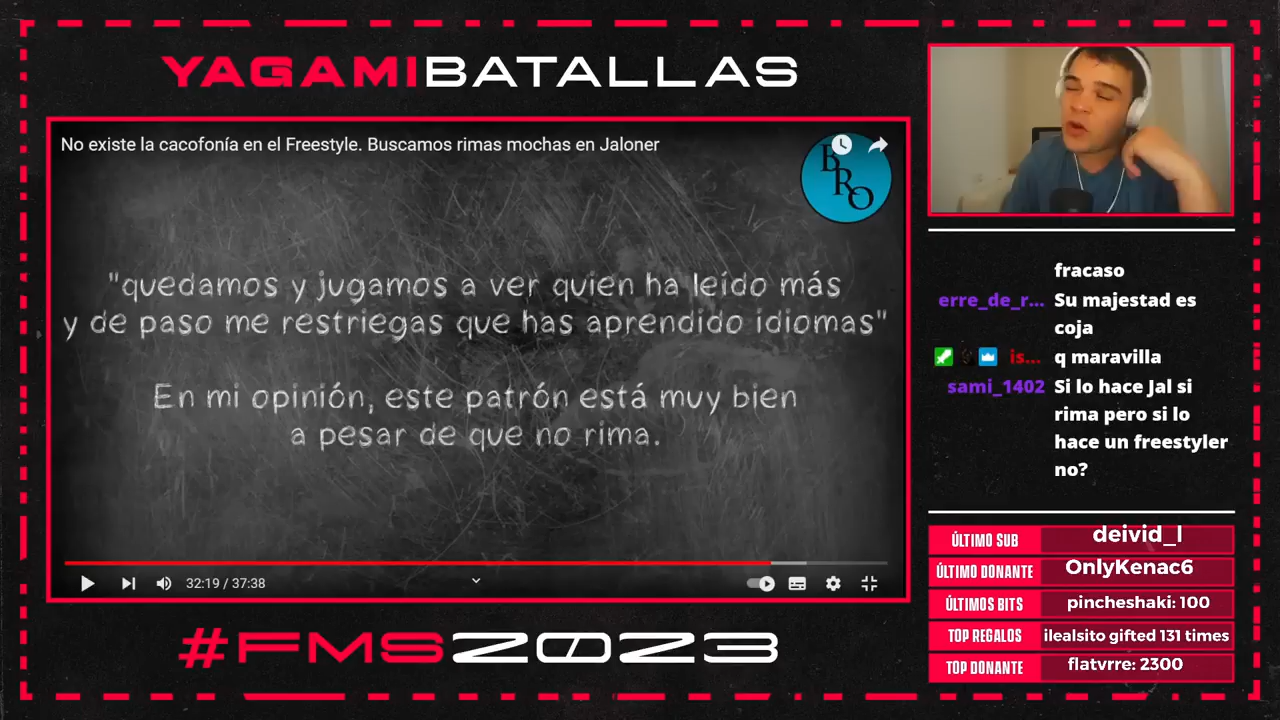 YAGAMIBATALLAS
No existe la cacofonía en el Freestyle. Buscamos rimas mochas en Jaloner
BRO
"quedamos y jugamos a ver quien ha leído más
y de paso me restriegas que has aprendido idiomas"
En mi opinión, este patrón está muy bien
a pesar de que no rima.
32:19 / 37:38
#FMS2023
fracaso
erre_de_r... Su majestad es
coja
is... q maravilla
sami_1402 Si lo hace Jal si
rima pero si lo
hace un freestyler
no?
ÚLTIMO SUB deivid_l
ÚLTIMO DONANTE OnlyKenac6
ÚLTIMOS BITS pincheshaki: 100
TOP REGALOS ilealsito gifted 131 times
TOP DONANTE flatvrre: 2300